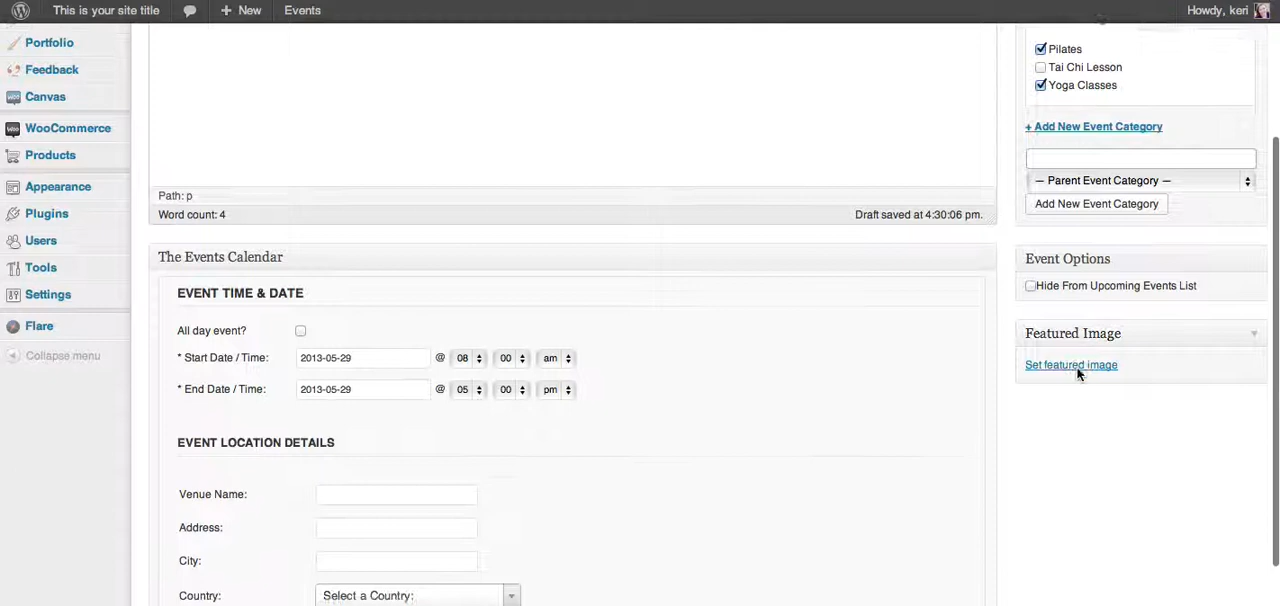 This is your site title
New
Events
Howdy, keri
Portfolio
Feedback
Canvas
WooCommerce
Products
Appearance
Plugins
Users
Tools
Settings
Flare
Collapse menu
Path: p
Word count: 4
Draft saved at 4:30:06 pm.
The Events Calendar
EVENT TIME & DATE
All day event?
* Start Date / Time: 2013-05-29 @ 08 00 am
* End Date / Time: 2013-05-29 @ 05 00 pm
EVENT LOCATION DETAILS
Venue Name:
Address:
City:
Country: Select a Country:
Pilates
Tai Chi Lesson
Yoga Classes
+ Add New Event Category
— Parent Event Category —
Add New Event Category
Event Options
Hide From Upcoming Events List
Featured Image
Set featured image